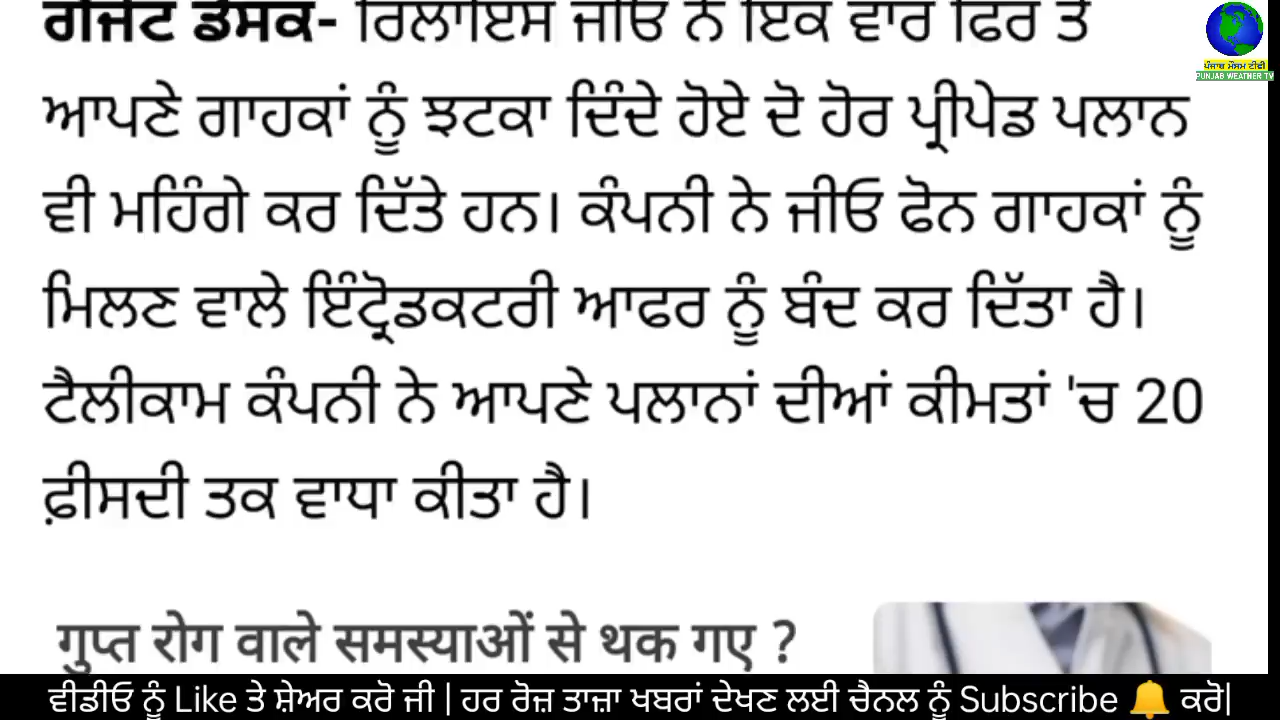 ਗੈਜੇਟ ਡੈਸਕ- ਰਿਲਾਇੰਸ ਜੀਓ ਨੇ ਇਕ ਵਾਰ ਫਿਰ ਤੋਂ
ਆਪਣੇ ਗਾਹਕਾਂ ਨੂੰ ਝਟਕਾ ਦਿੰਦੇ ਹੋਏ ਦੋ ਹੋਰ ਪ੍ਰੀਪੇਡ ਪਲਾਨ
ਵੀ ਮਹਿੰਗੇ ਕਰ ਦਿੱਤੇ ਹਨ। ਕੰਪਨੀ ਨੇ ਜੀਓ ਫੋਨ ਗਾਹਕਾਂ ਨੂੰ
ਮਿਲਣ ਵਾਲੇ ਇੰਟ੍ਰੋਡਕਟਰੀ ਆਫਰ ਨੂੰ ਬੰਦ ਕਰ ਦਿੱਤਾ ਹੈ।
ਟੈਲੀਕਾਮ ਕੰਪਨੀ ਨੇ ਆਪਣੇ ਪਲਾਨਾਂ ਦੀਆਂ ਕੀਮਤਾਂ 'ਚ 20
ਫ਼ੀਸਦੀ ਤਕ ਵਾਧਾ ਕੀਤਾ ਹੈ।
ਪੰਜਾਬ ਮੌਸਮ ਟੀਵੀ
PUNJAB WEATHER TV
गुप्त रोग वाले समस्याओं से थक गए ?
ਵੀਡੀਓ ਨੂੰ Like ਤੇ ਸ਼ੇਅਰ ਕਰੋ ਜੀ | ਹਰ ਰੋਜ਼ ਤਾਜ਼ਾ ਖਬਰਾਂ ਦੇਖਣ ਲਈ ਚੈਨਲ ਨੂੰ Subscribe 🔔 ਕਰੋ|